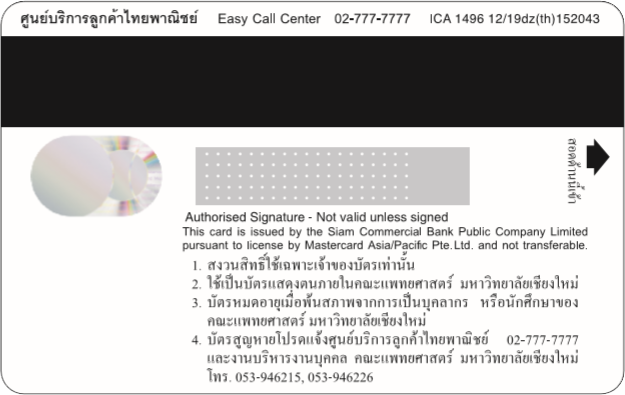 ศูนย์บริการลูกค้าไทยพาณิชย์ Easy Call Center 02-777-7777 ICA 1496 12/19dz(th)152043
สอดด้านนี้เข้า
Authorised Signature - Not valid unless signed
This card is issued by the Siam Commercial Bank Public Company Limited
pursuant to license by Mastercard Asia/Pacific Pte.Ltd. and not transferable.
1. สงวนสิทธิ์ใช้เฉพาะเจ้าของบัตรเท่านั้น
2. ใช้เป็นบัตรแสดงตนภายในคณะแพทยศาสตร์ มหาวิทยาลัยเชียงใหม่
3. บัตรหมดอายุเมื่อพ้นสภาพจากการเป็นบุคลากร หรือนักศึกษาของ
คณะแพทยศาสตร์ มหาวิทยาลัยเชียงใหม่
4. บัตรสูญหายโปรดแจ้งศูนย์บริการลูกค้าไทยพาณิชย์ 02-777-7777
และงานบริหารงานบุคคล คณะแพทยศาสตร์ มหาวิทยาลัยเชียงใหม่
โทร. 053-946215, 053-946226